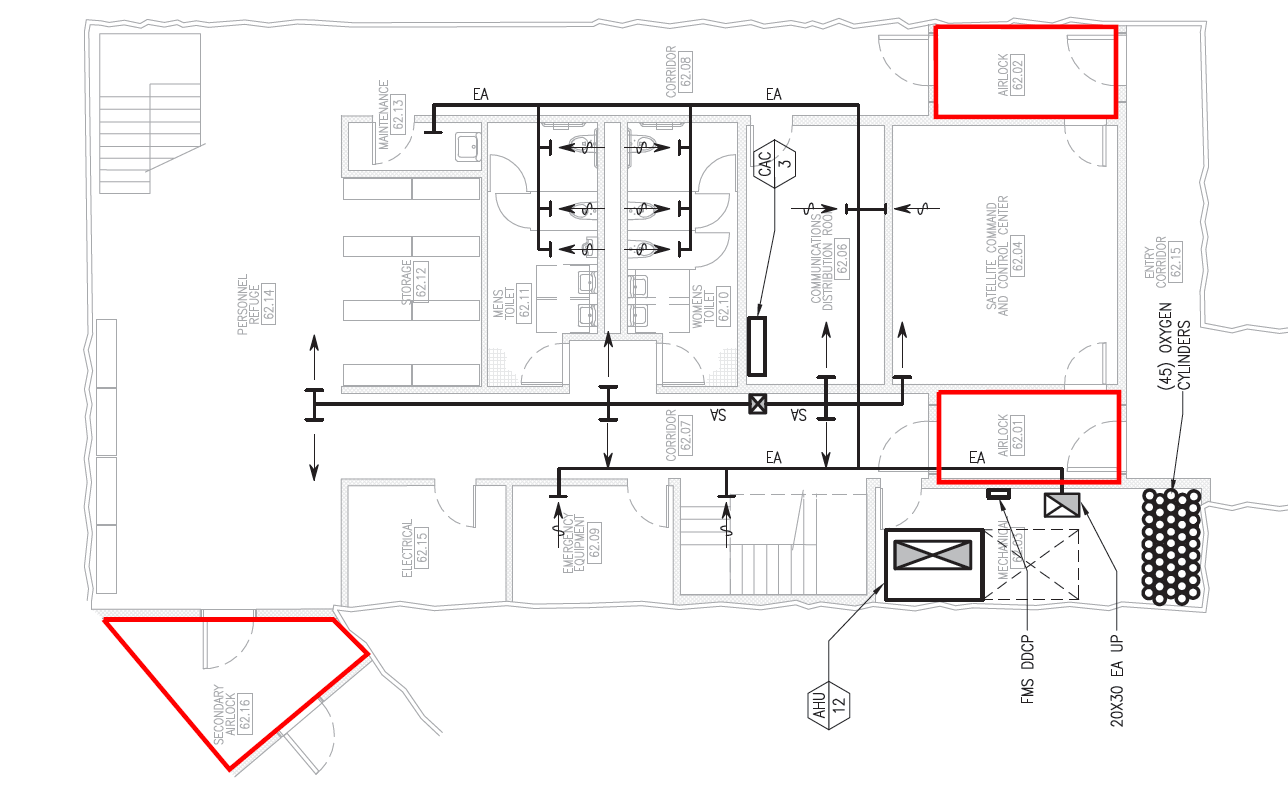 EA
EA
CORRIDOR
62.08
MAINTENANCE
62.13
AIRLOCK
62.02
CAC
3
PERSONNEL
REFUGE
62.14
STORAGE
62.12
MENS
TOILET
62.11
WOMENS
TOILET
62.10
COMMUNICATIONS
DISTRIBUTION ROOM
62.06
SATELLITE COMMAND
AND CONTROL CENTER
62.04
ENTRY
CORRIDOR
62.15
(45) OXYGEN
CYLINDERS
SA
SA
CORRIDOR
62.07
AIRLOCK
62.01
EA
EA
ELECTRICAL
62.15
EMERGENCY
EQUIPMENT
62.09
MECHANICAL
SECONDARY
AIRLOCK
62.16
AHU
12
FMS DDCP
20X30 EA UP